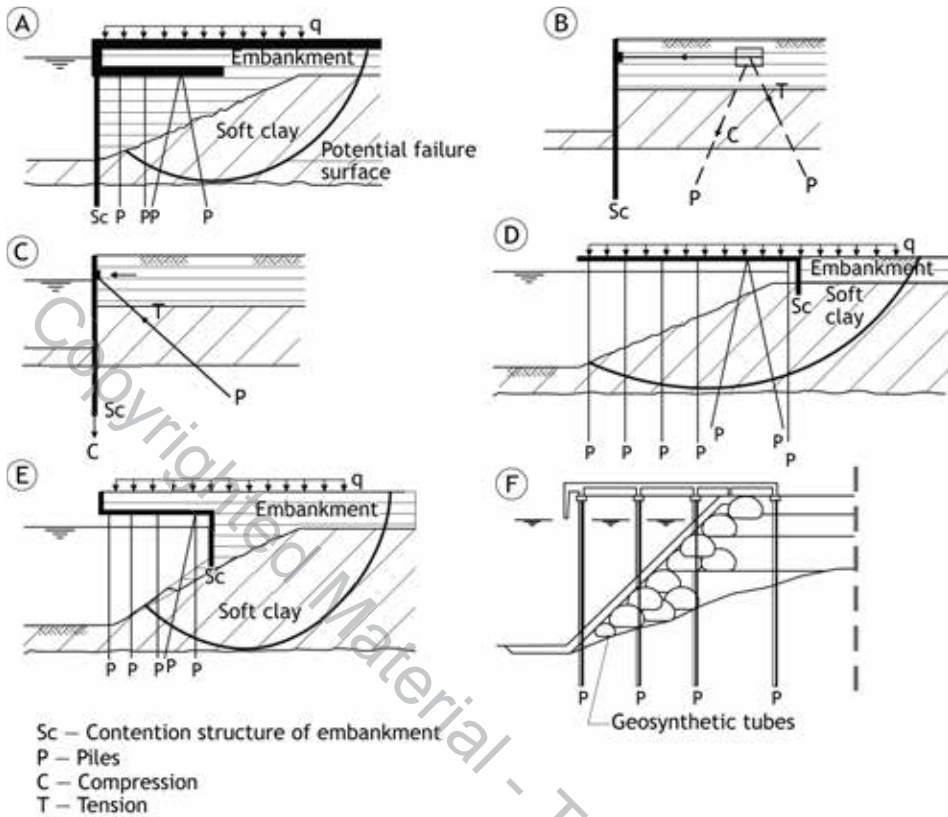 A
q
Embankment
Soft clay
Potential failure
surface
Sc P PP P
B
T
C
P
P
Sc
C
T
P
Sc
C
D
q
Embankment
Sc
Soft
clay
P P P P P P
P
E
q
Embankment
Sc
Soft clay
P P P P P
F
P P P P
Geosynthetic tubes
Sc – Contention structure of embankment
P – Piles
C – Compression
T – Tension
Copyrighted Material - T